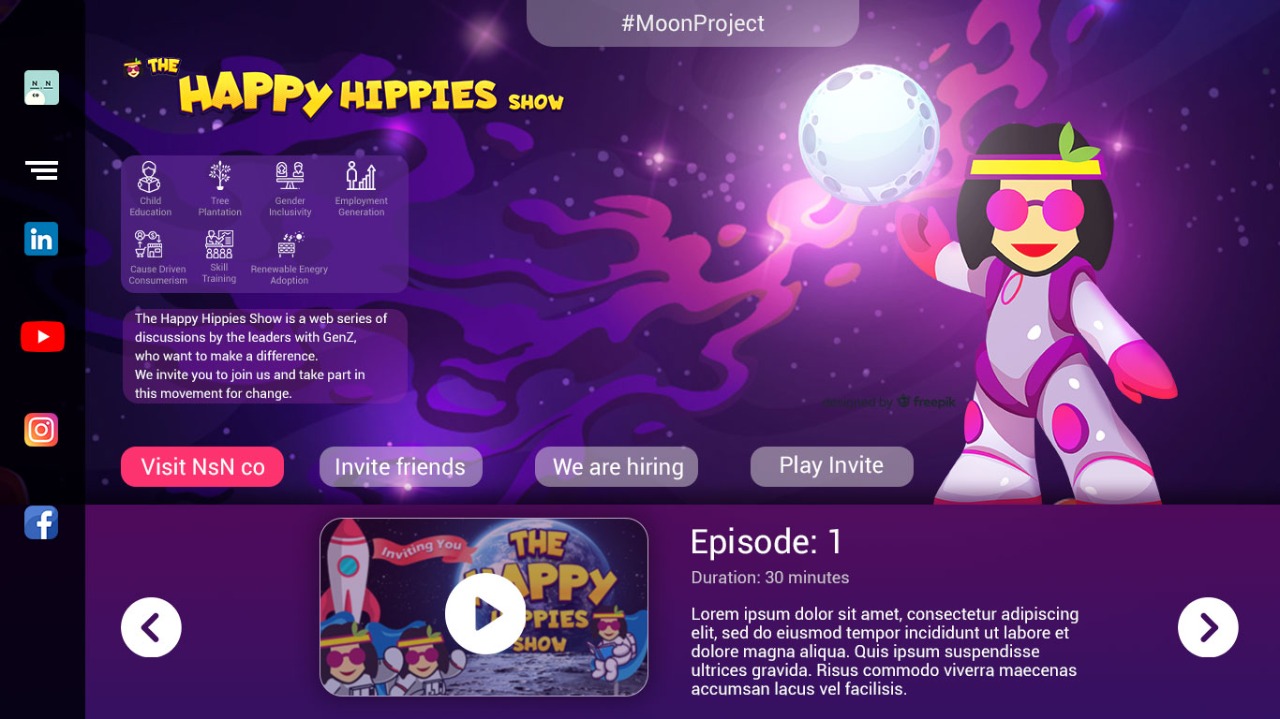 #MoonProject
THE
HAPPY HIPPIES SHOW
N N
co
Child
Education
Tree
Plantation
Gender
Inclusivity
Employment
Generation
Cause Driven
Consumerism
Skill
Training
Renewable Enegry
Adoption
The Happy Hippies Show is a web series of
discussions by the leaders with GenZ,
who want to make a difference.
We invite you to join us and take part in
this movement for change.
designed by freepik
Visit NsN co
Invite friends
We are hiring
Play Invite
in
f
Inviting You
THE
HAPPY
HIPPIES
SHOW
Episode: 1
Duration: 30 minutes
Lorem ipsum dolor sit amet, consectetur adipiscing
elit, sed do eiusmod tempor incididunt ut labore et
dolore magna aliqua. Quis ipsum suspendisse
ultrices gravida. Risus commodo viverra maecenas
accumsan lacus vel facilisis.